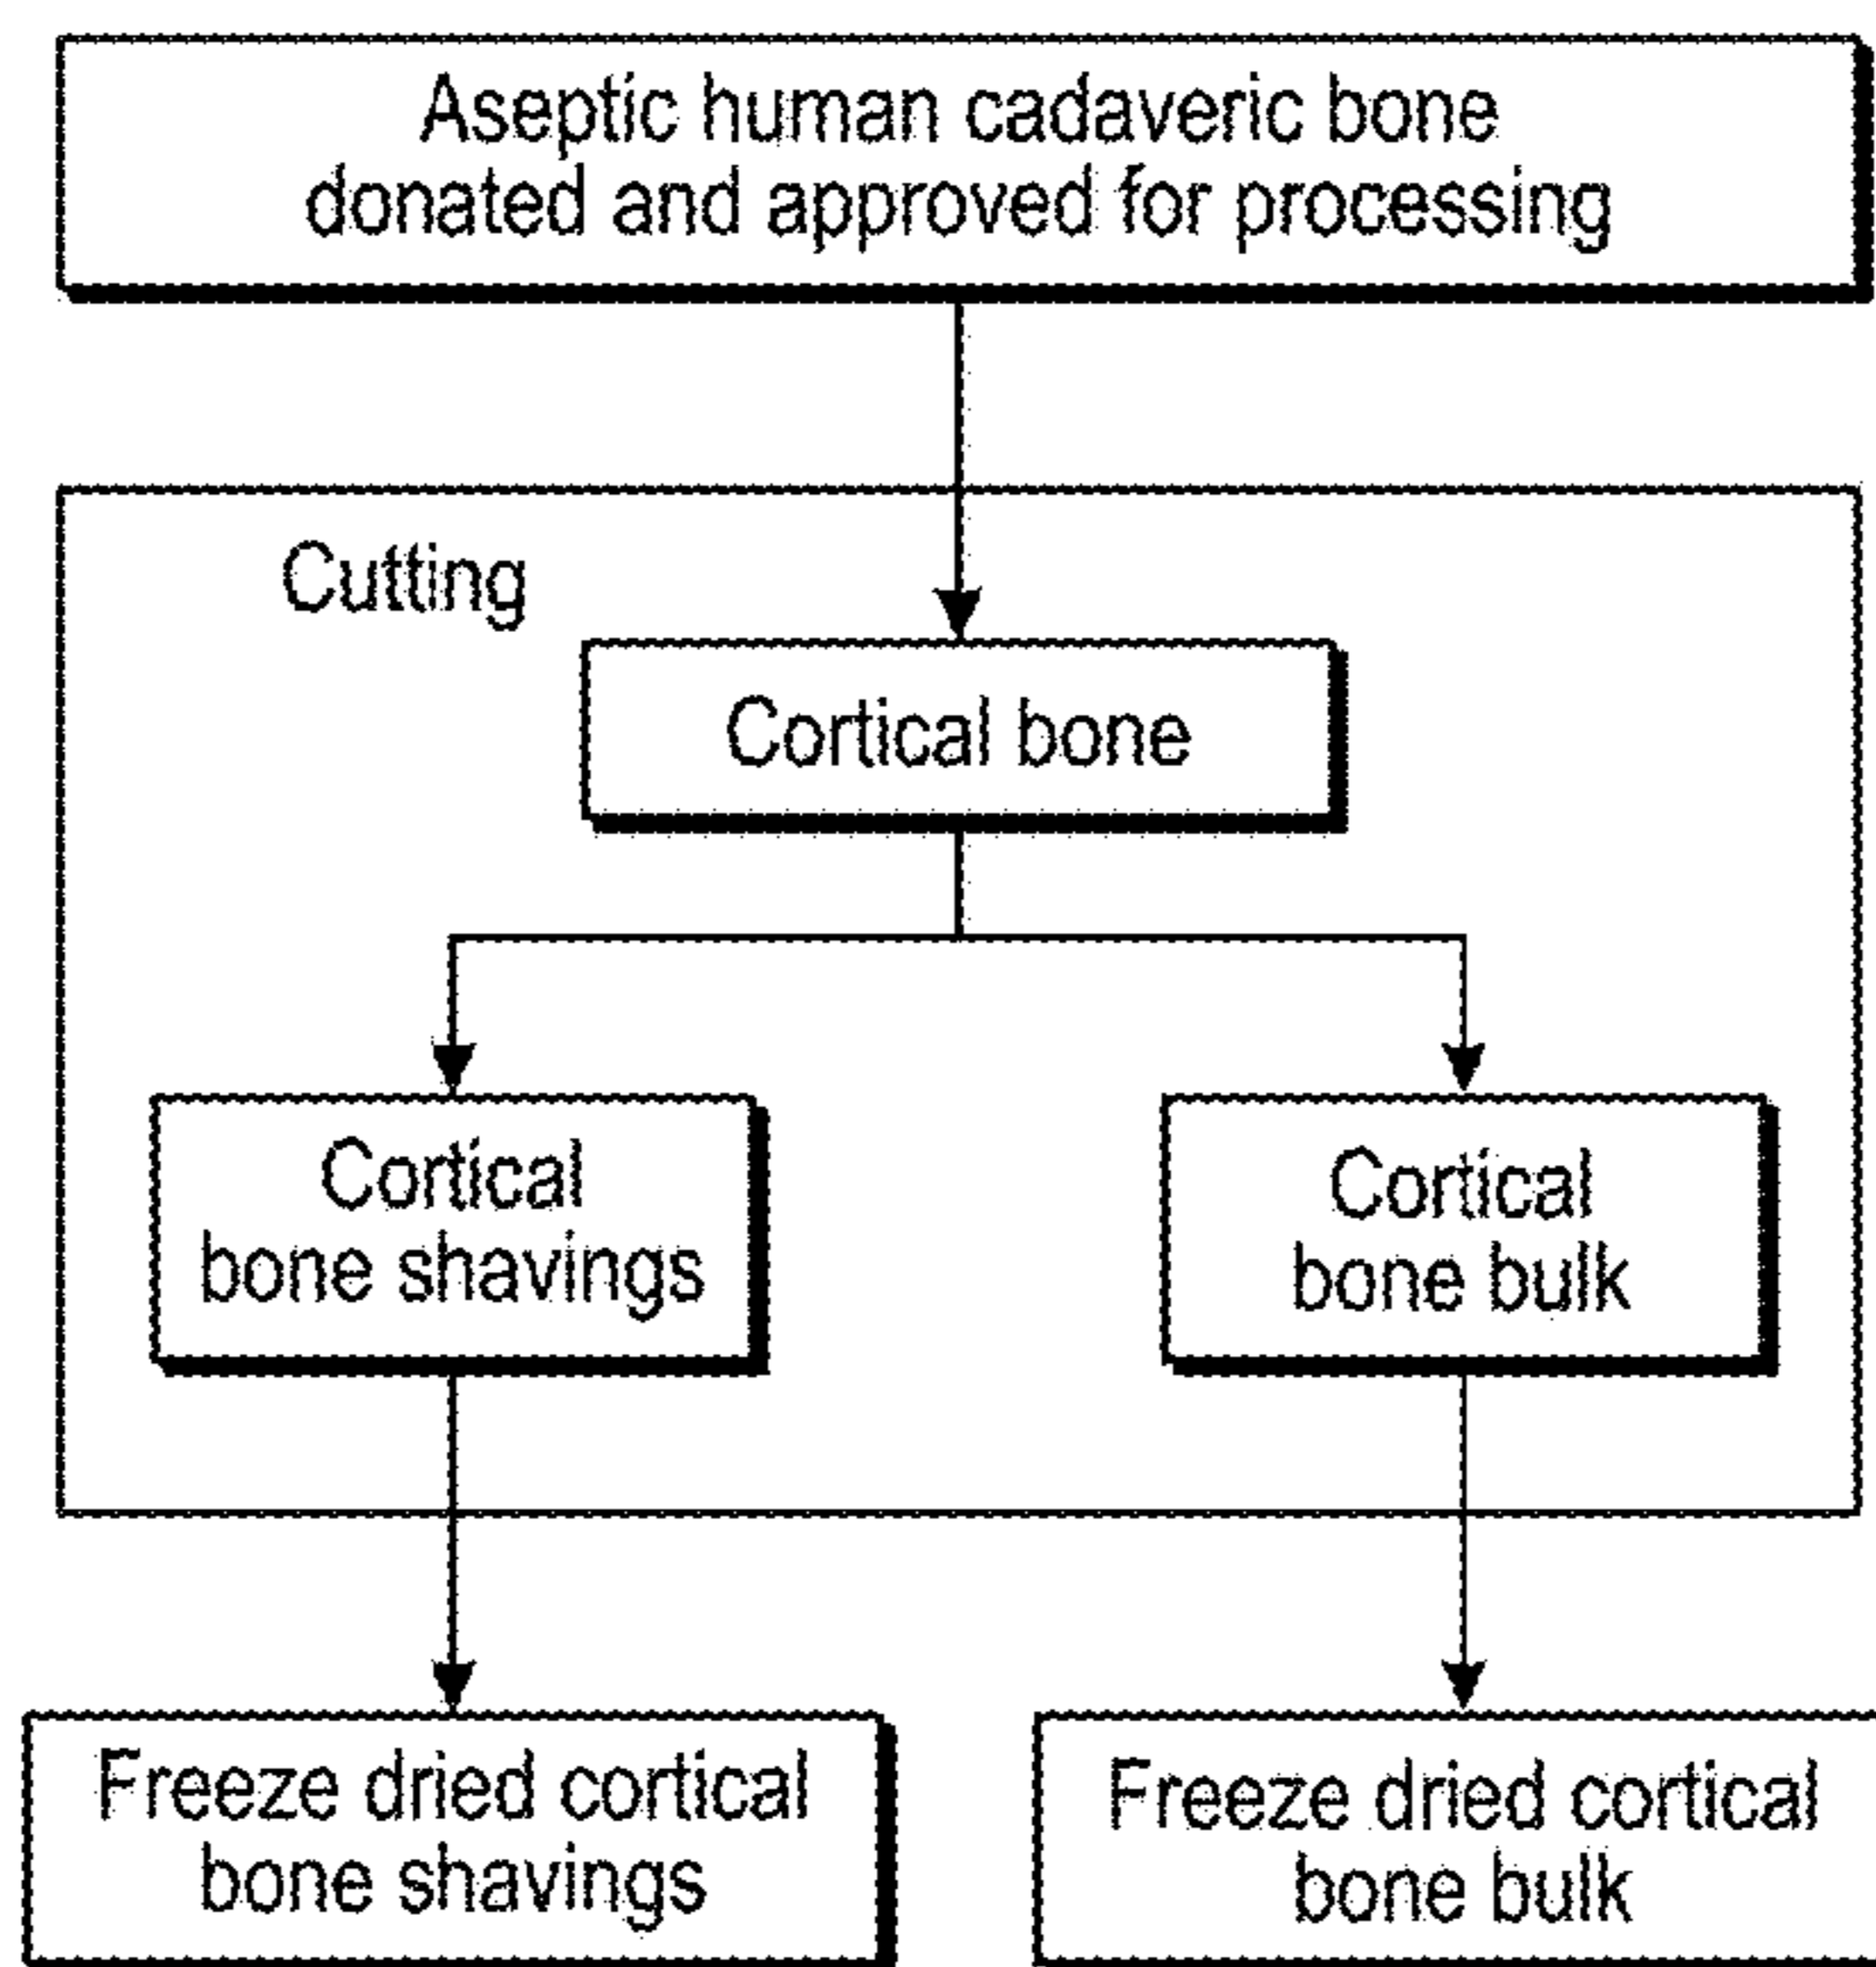 Aseptic human cadaveric bone
donated and approved for processing
Cutting
Cortical bone
Cortical
bone shavings
Cortical
bone bulk
Freeze dried cortical
bone shavings
Freeze dried cortical
bone bulk